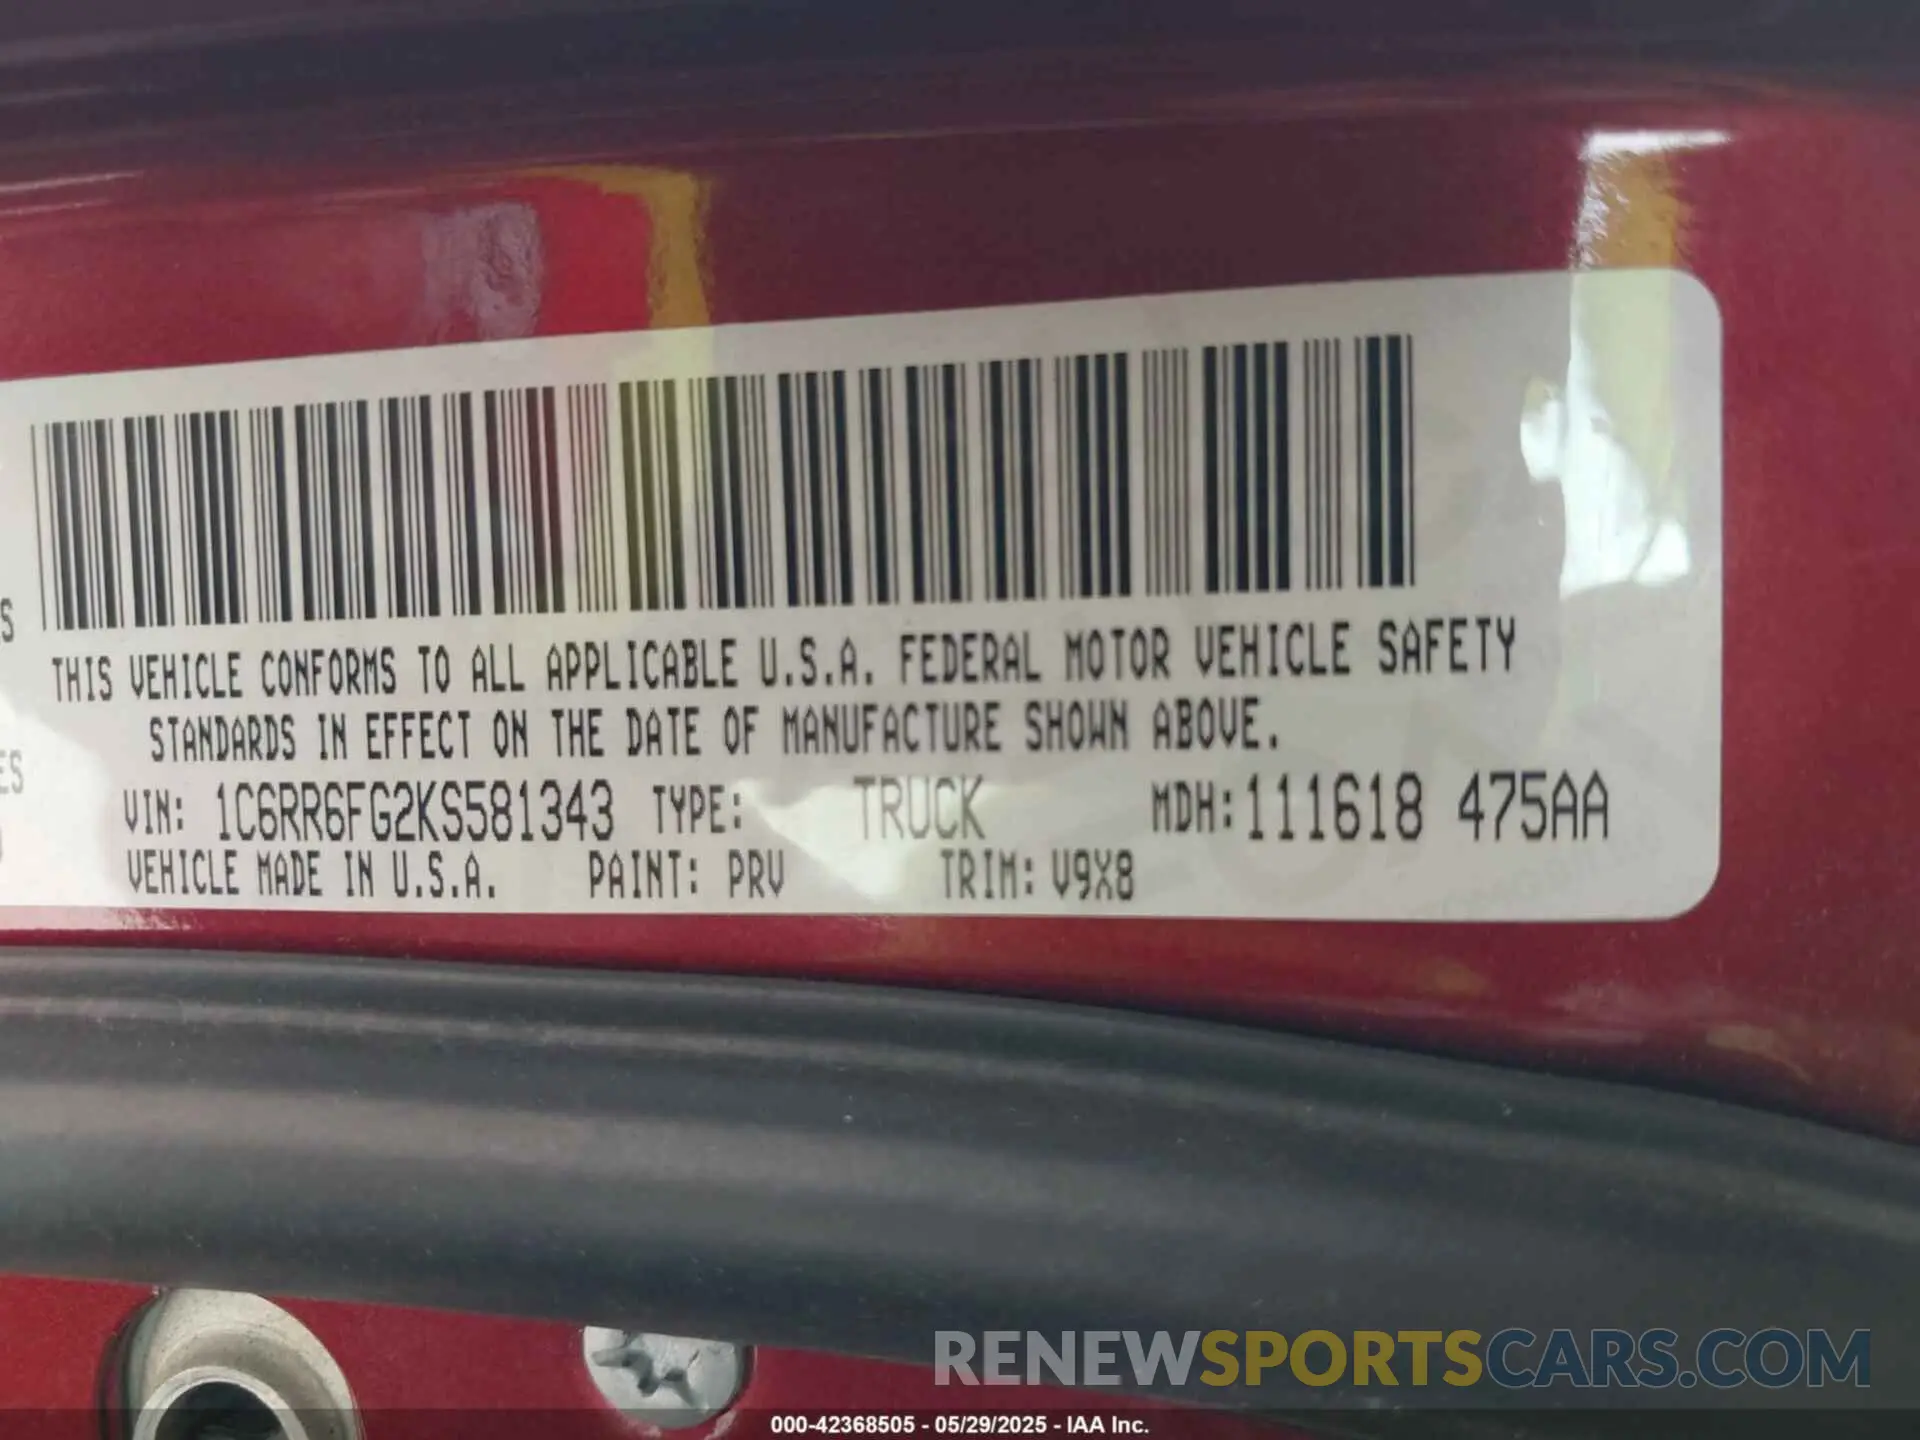 S
THIS VEHICLE CONFORMS TO ALL APPLICABLE U.S.A. FEDERAL MOTOR VEHICLE SAFETY
STANDARDS IN EFFECT ON THE DATE OF MANUFACTURE SHOWN ABOVE.
ES
VIN: 1C6RR6FG2KS581343 TYPE: TRUCK MDH:111618 475AA
VEHICLE MADE IN U.S.A. PAINT: PRV TRIM: V9X8
RENEWSPORTSCARS.COM
000-42368505 - 05/29/2025 - IAA Inc.